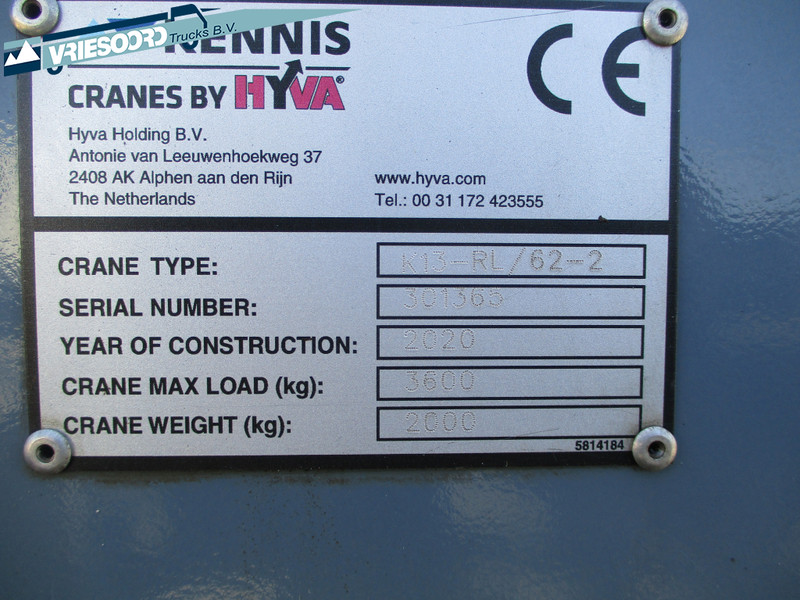 VRIESOORD Trucks B.V.
KENNIS
CRANES BY HYVA®
CE
Hyva Holding B.V.
Antonie van Leeuwenhoekweg 37
2408 AK Alphen aan den Rijn
www.hyva.com
The Netherlands
Tel.: 00 31 172 423555
CRANE TYPE: K13-RL/62-2
SERIAL NUMBER: 301365
YEAR OF CONSTRUCTION: 2020
CRANE MAX LOAD (kg): 3600
CRANE WEIGHT (kg): 2000
5814184